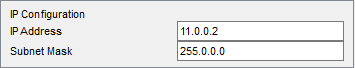 IP Configuration
IP Address 11.0.0.2
Subnet Mask 255.0.0.0